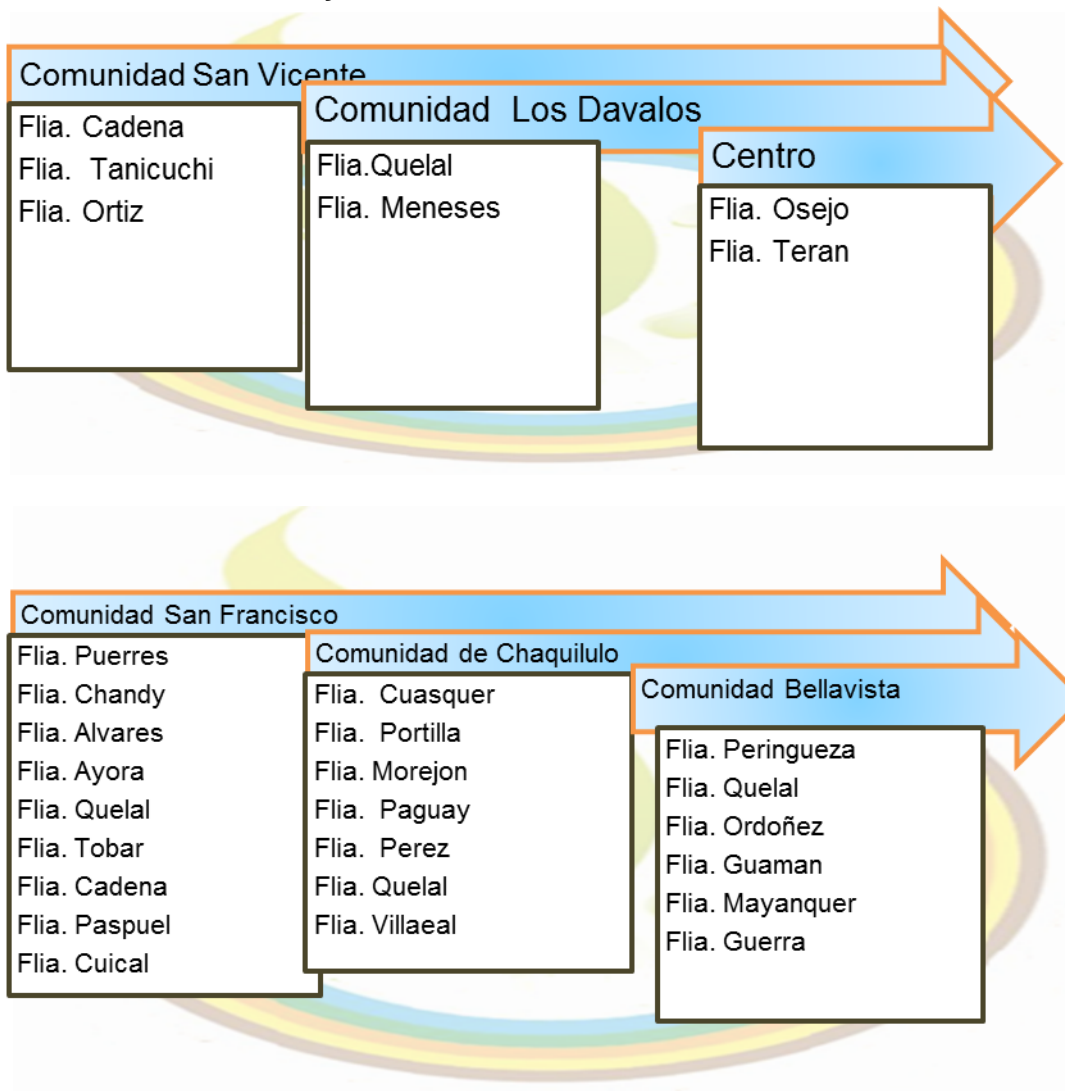 Comunidad San Vicente
Flia. Cadena
Flia. Tanicuchi
Flia. Ortiz
Comunidad Los Davalos
Flia.Quelal
Flia. Meneses
Centro
Flia. Osejo
Flia. Teran
Comunidad San Francisco
Flia. Puerres
Flia. Chandy
Flia. Alvares
Flia. Ayora
Flia. Quelal
Flia. Tobar
Flia. Cadena
Flia. Paspuel
Flia. Cuical
Comunidad de Chaquilulo
Flia. Cuasquer
Flia. Portilla
Flia. Morejon
Flia. Paguay
Flia. Perez
Flia. Quelal
Flia. Villaeal
Comunidad Bellavista
Flia. Peringueza
Flia. Quelal
Flia. Ordoñez
Flia. Guaman
Flia. Mayanquer
Flia. Guerra